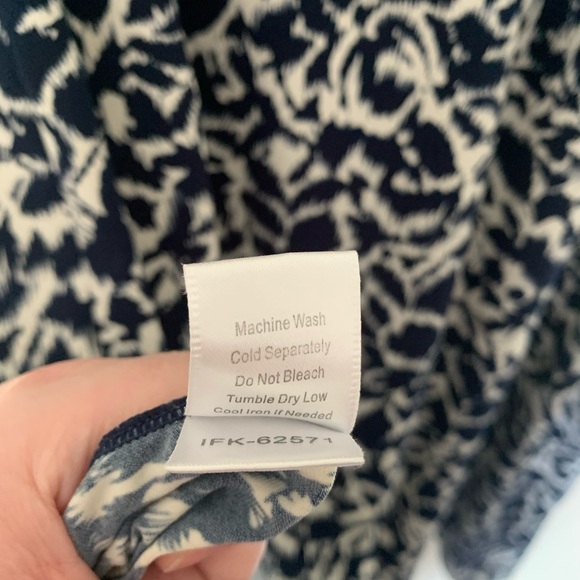 Machine Wash
Cold Separately
Do Not Bleach
Tumble Dry Low
Cool Iron if Needed
IFK-62571